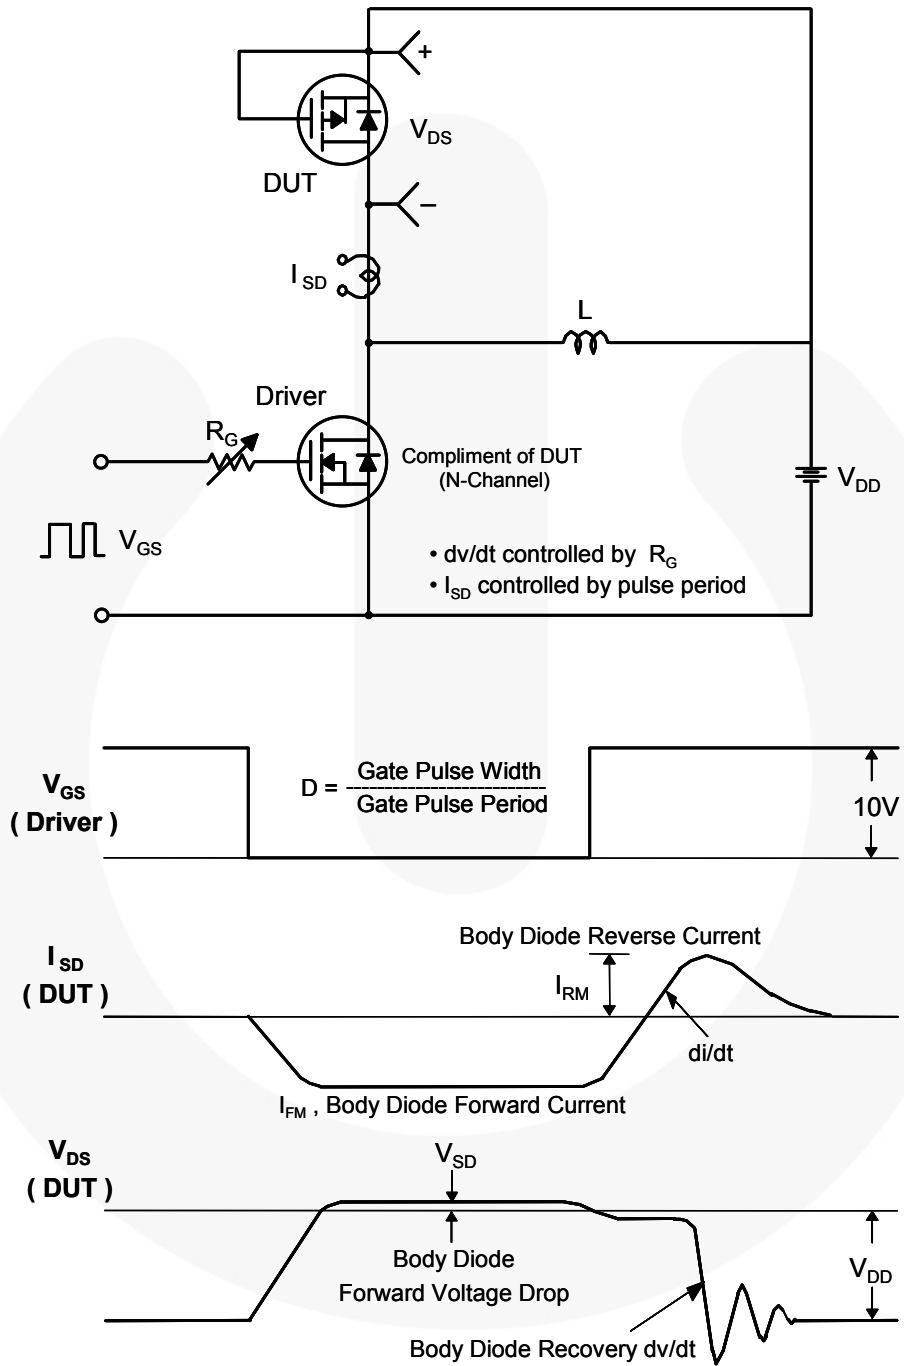 +
V_DS
DUT
–
I_SD
L
Driver
R_G
Compliment of DUT
(N-Channel)
V_DD
V_GS
• dv/dt controlled by R_G
• I_SD controlled by pulse period
V_GS
( Driver )
D = Gate Pulse Width
--------------------------
Gate Pulse Period
10V
I_SD
( DUT )
Body Diode Reverse Current
I_RM
di/dt
I_FM , Body Diode Forward Current
V_DS
( DUT )
V_SD
Body Diode
Forward Voltage Drop
V_DD
Body Diode Recovery dv/dt